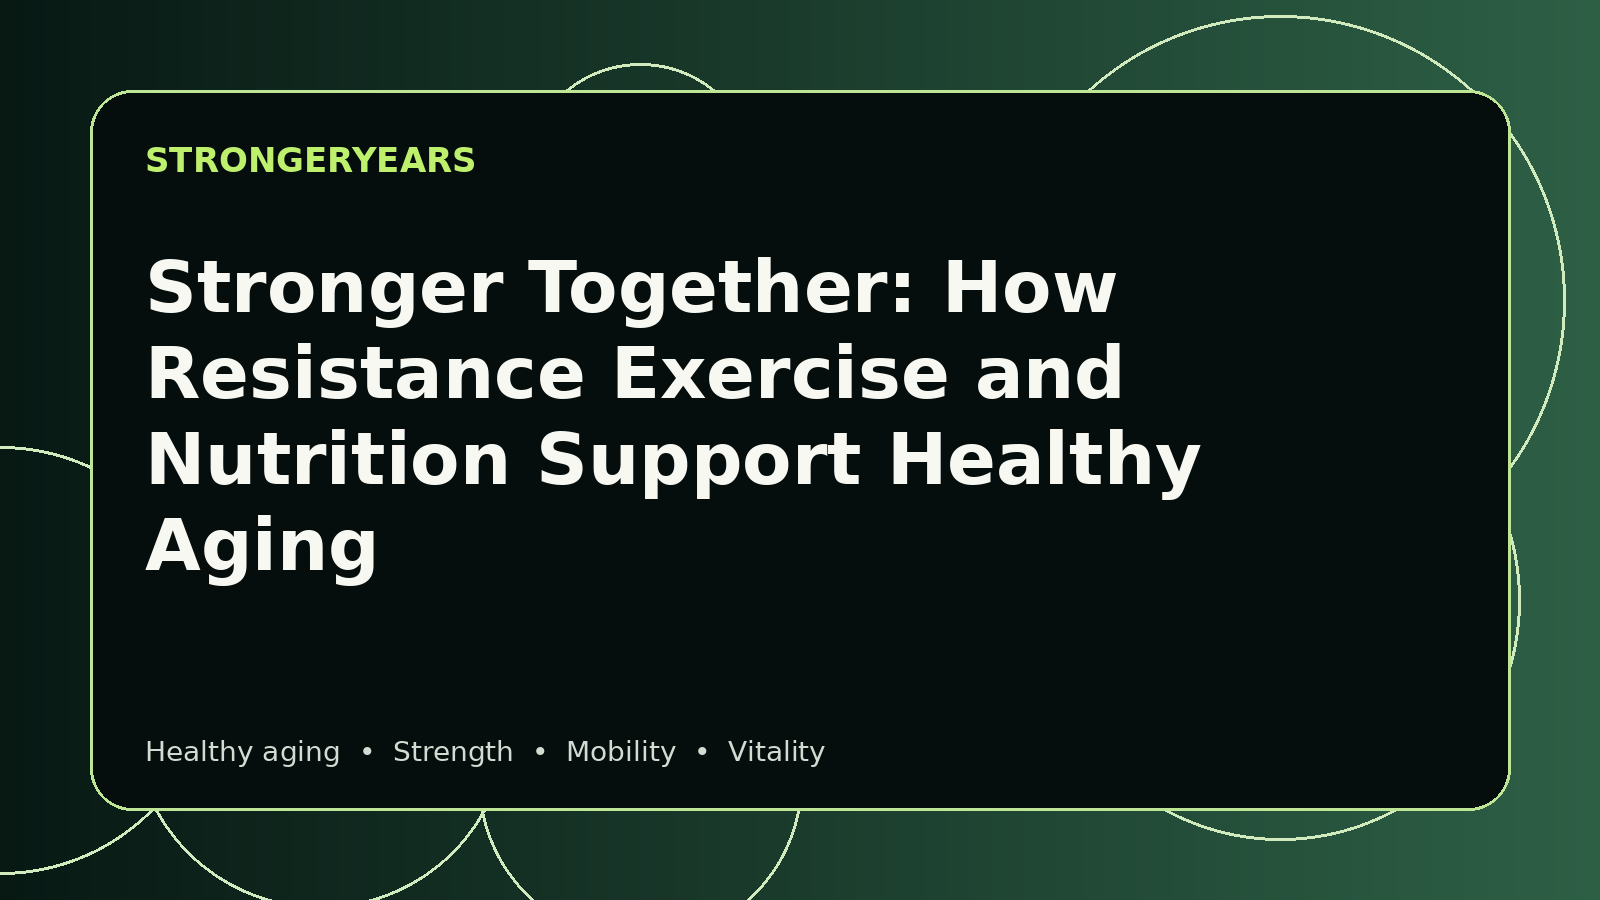 STRONGERYEARS
Stronger Together: How
Resistance Exercise and
Nutrition Support Healthy
Aging
Healthy aging • Strength • Mobility • Vitality